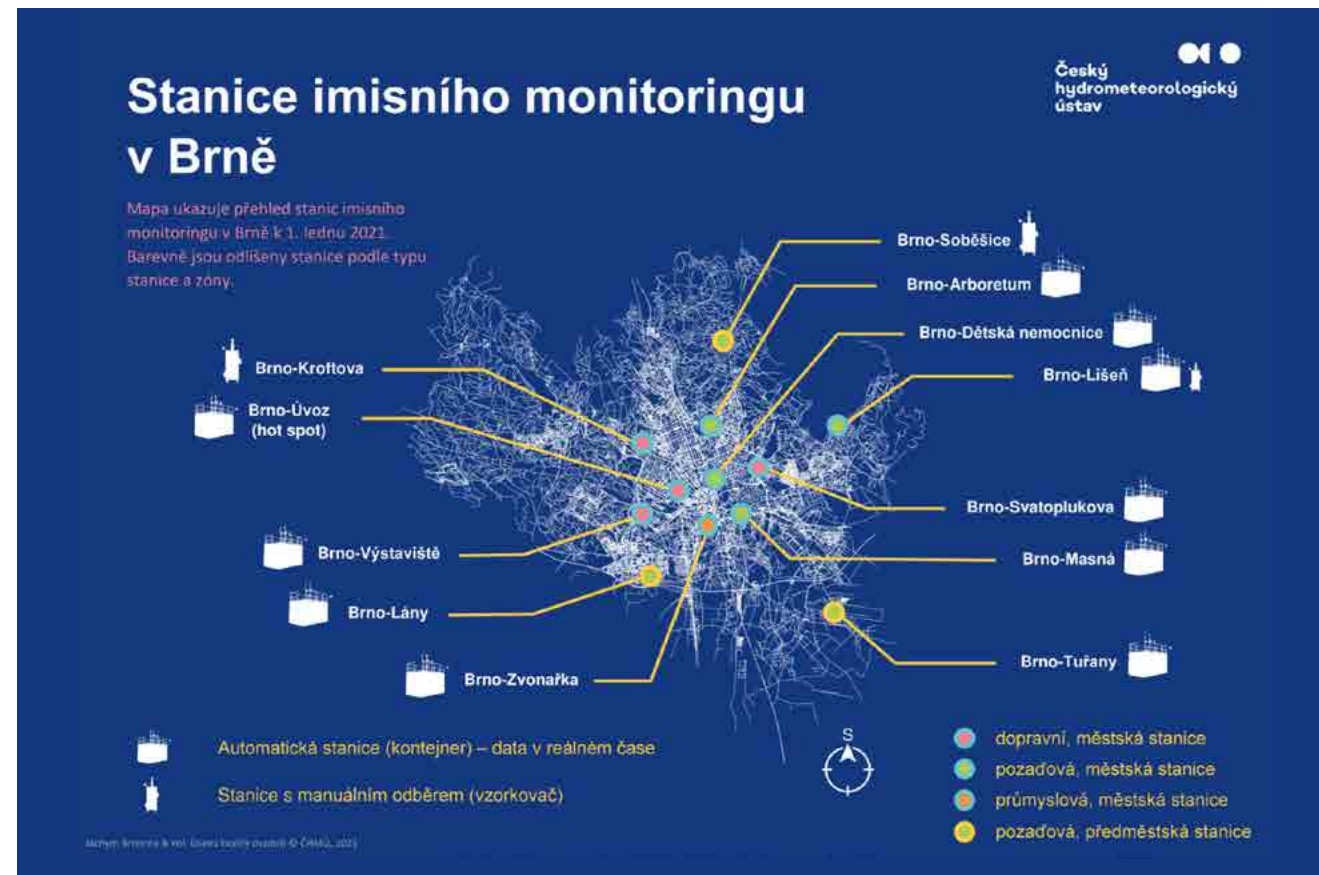 Stanice imisního monitoringu
v Brně
Český
hydrometeorologický
ústav
Mapa ukazuje přehled stanic imisního
monitoringu v Brně k 1. lednu 2021.
Barevně jsou odlišeny stanice podle typu
stanice a zóny.
Brno-Soběšice
Brno-Arboretum
Brno-Dětská nemocnice
Brno-Líšeň
Brno-Kroftova
Brno-Úvoz
(hot spot)
Brno-Svatoplukova
Brno-Výstaviště
Brno-Masná
Brno-Lány
Brno-Tuřany
Brno-Zvonařka
Automatická stanice (kontejner) – data v reálném čase
Stanice s manuálním odběrem (vzorkovač)
S
dopravní, městská stanice
pozaďová, městská stanice
průmyslová, městská stanice
pozaďová, předměstská stanice
© ČHMÚ, 2021